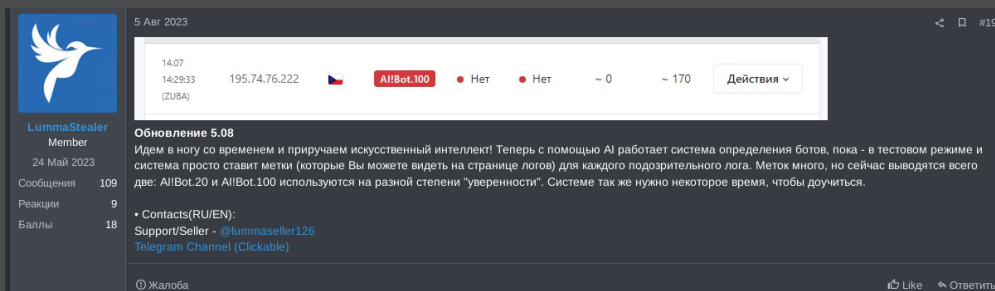 5 Авг 2023
#19
14.07
14:29:33
(ZUBA)
195.74.76.222
AI!Bot.100
Нет
Нет
~ 0
~ 170
Действия
LummaStealer
Member
24 Май 2023
Сообщения 109
Реакции 9
Баллы 18
Обновление 5.08
Идем в ногу со временем и приручаем искусственный интеллект! Теперь с помощью AI работает система определения ботов, пока - в тестовом режиме и
система просто ставит метки (которые Вы можете видеть на странице логов) для каждого подозрительного лога. Меток много, но сейчас выводятся всего
две: AI!Bot.20 и AI!Bot.100 используются на разной степени "уверенности". Системе так же нужно некоторое время, чтобы доучиться.
• Contacts(RU/EN):
Support/Seller - @lummaseller126
Telegram Channel (Clickable)
Жалоба
Like
Ответить